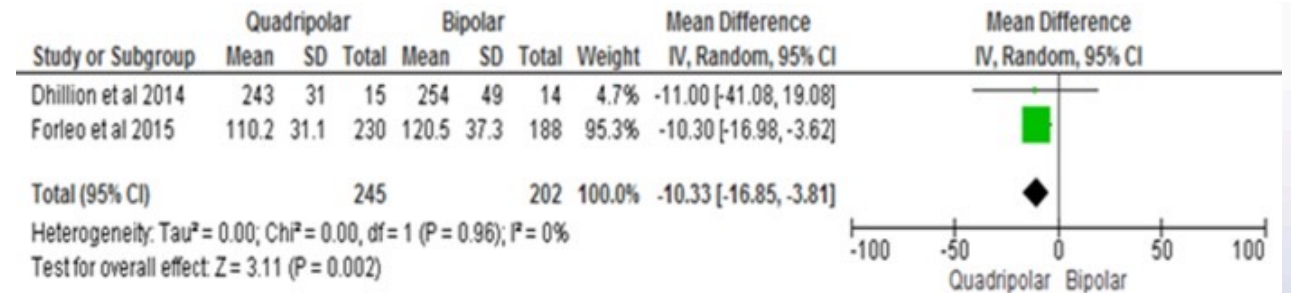 Quadripolar Bipolar Mean Difference Mean Difference
Study or Subgroup Mean SD Total Mean SD Total Weight IV, Random, 95% CI IV, Random, 95% CI
Dhillion et al 2014 243 31 15 254 49 14 4.7% -11.00 [-41.08, 19.08]
Forleo et al 2015 110.2 31.1 230 120.5 37.3 188 95.3% -10.30 [-16.98, -3.62]
Total (95% CI) 245 202 100.0% -10.33 [-16.85, -3.81]
Heterogeneity: Tau² = 0.00; Chi² = 0.00, df = 1 (P = 0.96); I² = 0%
Test for overall effect: Z = 3.11 (P = 0.002)
-100 -50 0 50 100
Quadripolar Bipolar